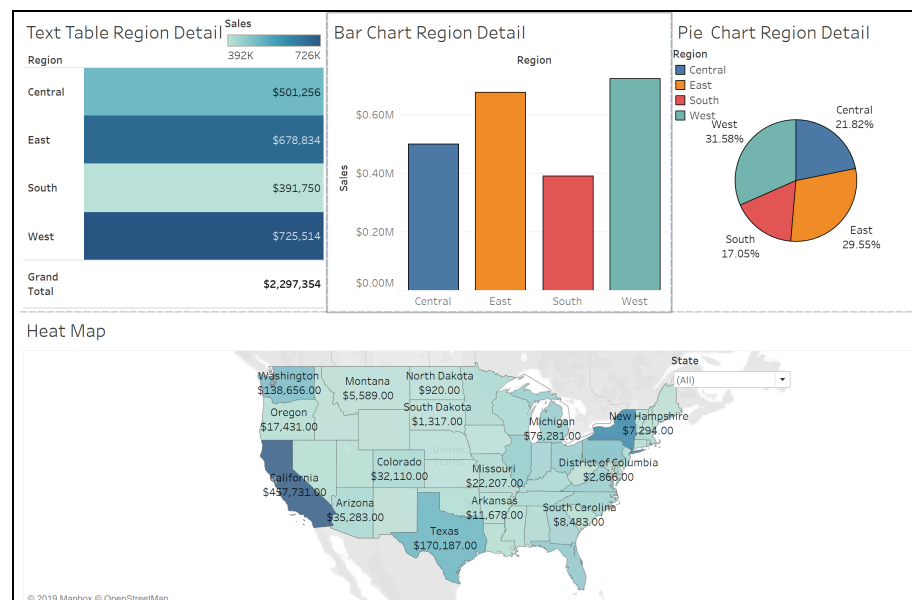 Text Table Region Detail
Sales
392K 726K
Region
Central $501,256
East $678,834
South $391,750
West $725,514
Grand Total $2,297,354
Bar Chart Region Detail
Region
Sales
$0.60M
$0.40M
$0.20M
$0.00M
Central East South West
Pie Chart Region Detail
Region
Central
East
South
West
Central
21.82%
West
31.58%
East
29.55%
South
17.05%
Heat Map
State
(All)
Washington
$138,656.00
Montana
$5,589.00
North Dakota
$920.00
Oregon
$17,431.00
South Dakota
$1,317.00
Michigan
$76,281.00
New Hampshire
$7,294.00
United States
California
$457,731.00
Colorado
$32,110.00
Missouri
$22,207.00
District of Columbia
$2,866.00
Arizona
$35,283.00
Arkansas
$11,678.00
South Carolina
$8,483.00
Texas
$170,187.00
© 2019 Mapbox © OpenStreetMap